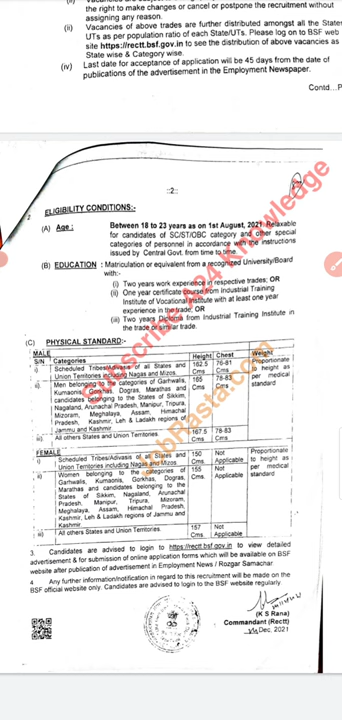 the right to make changes or cancel or postpone the recruitment without
assigning any reason.
(ii) Vacancies of above trades are further distributed amongst all the State
UTs as per population ratio of each State/UTs. Please log on to BSF web
site https://rectt.bsf.gov.in to see the distribution of above vacancies as
State wise & Category wise.
(iv) Last date for acceptance of application will be 45 days from the date of
publications of the advertisement in the Employment Newspaper.
Contd...P
::2::
2 ELIGIBILITY CONDITIONS:-
(A) Age : Between 18 to 23 years as on 1st August, 2021. Relaxable
for candidates of SC/ST/OBC category and other special
categories of personnel in accordance with the instructions
issued by Central Govt. from time to time.
(B) EDUCATION : Matriculation or equivalent from a recognized University/Board
with:-
(i) Two years work experience in respective trades; OR
(ii) One year certificate course from Industrial Training
Institute of Vocational Institute with at least one year
experience in the trade; OR
(iii) Two years Diploma from Industrial Training Institute in
the trade or similar trade.
(C) PHYSICAL STANDARD:-
MALE
S/N Categories Height Chest Weight
i) Scheduled Tribes/Adivasis of all States and Union Territories including Nagas and Mizos. 162.5 Cms 76-81 Cms Proportionate to height as per medical standard
ii) Men belonging to the categories of Garhwalis, Kumaonis, Gorkhas, Dogras, Marathas and candidates belonging to the States of Sikkim, Nagaland, Arunachal Pradesh, Manipur, Tripura, Mizoram, Meghalaya, Assam, Himachal Pradesh, Kashmir, Leh & Ladakh regions of Jammu and Kashmir 165 Cms 78-83 Cms
iii) All others States and Union Territories 167.5 Cms 78-83 Cms
FEMALE
i) Scheduled Tribes/Adivasis of all States and Union Territories including Nagas and Mizos. 150 Cms. Not Applicable Proportionate to height as per medical standard
ii) Women belonging to the categories of Garhwalis, Kumaonis, Gorkhas, Dogras, Marathas and candidates belonging to the States of Sikkim, Nagaland, Arunachal Pradesh, Manipur, Tripura, Mizoram, Meghalaya, Assam, Himachal Pradesh, Kashmir, Leh & Ladakh regions of Jammu and Kashmir 155 Cms Not Applicable
iii) All others States and Union Territories. 157 Cms. Not Applicable
3. Candidates are advised to login to https://rectt.bsf.gov.in to view detailed
advertisement & for submission of online application forms which will be available on BSF
website after publication of advertisement in Employment News / Rozgar Samachar
4 Any further information/notification in regard to this recruitment will be made on the
BSF official website only. Candidates are advised to login to the BSF website regularly.
(K S Rana)
Commandant (Rectt)
Dec, 2021
Subscribe AP4 Knowledge
JobPasta.com